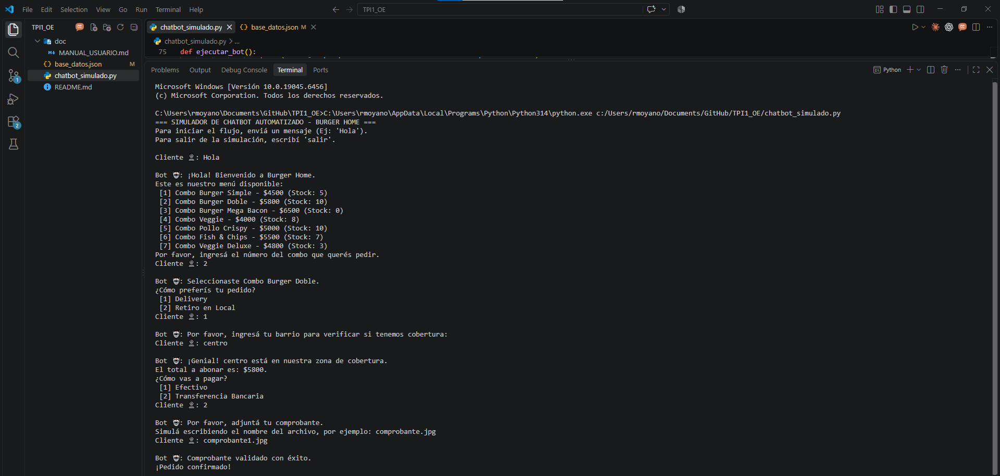 File Edit Selection View Go Run Terminal Help
TPI1_OE
TPI1_OE
doc
MANUAL_USUARIO.md
base_datos.json M
chatbot_simulado.py
README.md
1
2
chatbot_simulado.py
base_datos.json M
chatbot_simulado.py > ...
75 def ejecutar_bot():
Problems Output Debug Console Terminal Ports
Python
Microsoft Windows [Versión 10.0.19045.6456]
(c) Microsoft Corporation. Todos los derechos reservados.
C:\Users\rmoyano\Documents\GitHub\TPI1_OE>C:\Users\rmoyano\AppData\Local\Programs\Python\Python314\python.exe c:/Users/rmoyano/Documents/GitHub/TPI1_OE/chatbot_simulado.py
=== SIMULADOR DE CHATBOT AUTOMATIZADO - BURGER HOME ===
Para iniciar el flujo, enviá un mensaje (Ej: 'Hola').
Para salir de la simulación, escribí 'salir'.
Cliente 👤: Hola
Bot 🤖: ¡Hola! Bienvenido a Burger Home.
Este es nuestro menú disponible:
[1] Combo Burger Simple - $4500 (Stock: 5)
[2] Combo Burger Doble - $5800 (Stock: 10)
[3] Combo Burger Mega Bacon - $6500 (Stock: 0)
[4] Combo Veggie - $4000 (Stock: 8)
[5] Combo Pollo Crispy - $5000 (Stock: 10)
[6] Combo Fish & Chips - $5500 (Stock: 7)
[7] Combo Veggie Deluxe - $4800 (Stock: 3)
Por favor, ingresá el número del combo que querés pedir.
Cliente 👤: 2
Bot 🤖: Seleccionaste Combo Burger Doble.
¿Cómo preferís tu pedido?
[1] Delivery
[2] Retiro en Local
Cliente 👤: 1
Bot 🤖: Por favor, ingresá tu barrio para verificar si tenemos cobertura:
Cliente 👤: centro
Bot 🤖: ¡Genial! centro está en nuestra zona de cobertura.
El total a abonar es: $5800.
¿Cómo vas a pagar?
[1] Efectivo
[2] Transferencia Bancaria
Cliente 👤: 2
Bot 🤖: Por favor, adjuntá tu comprobante.
Simulá escribiendo el nombre del archivo, por ejemplo: comprobante.jpg
Cliente 👤: comprobante1.jpg
Bot 🤖: Comprobante validado con éxito.
¡Pedido confirmado!